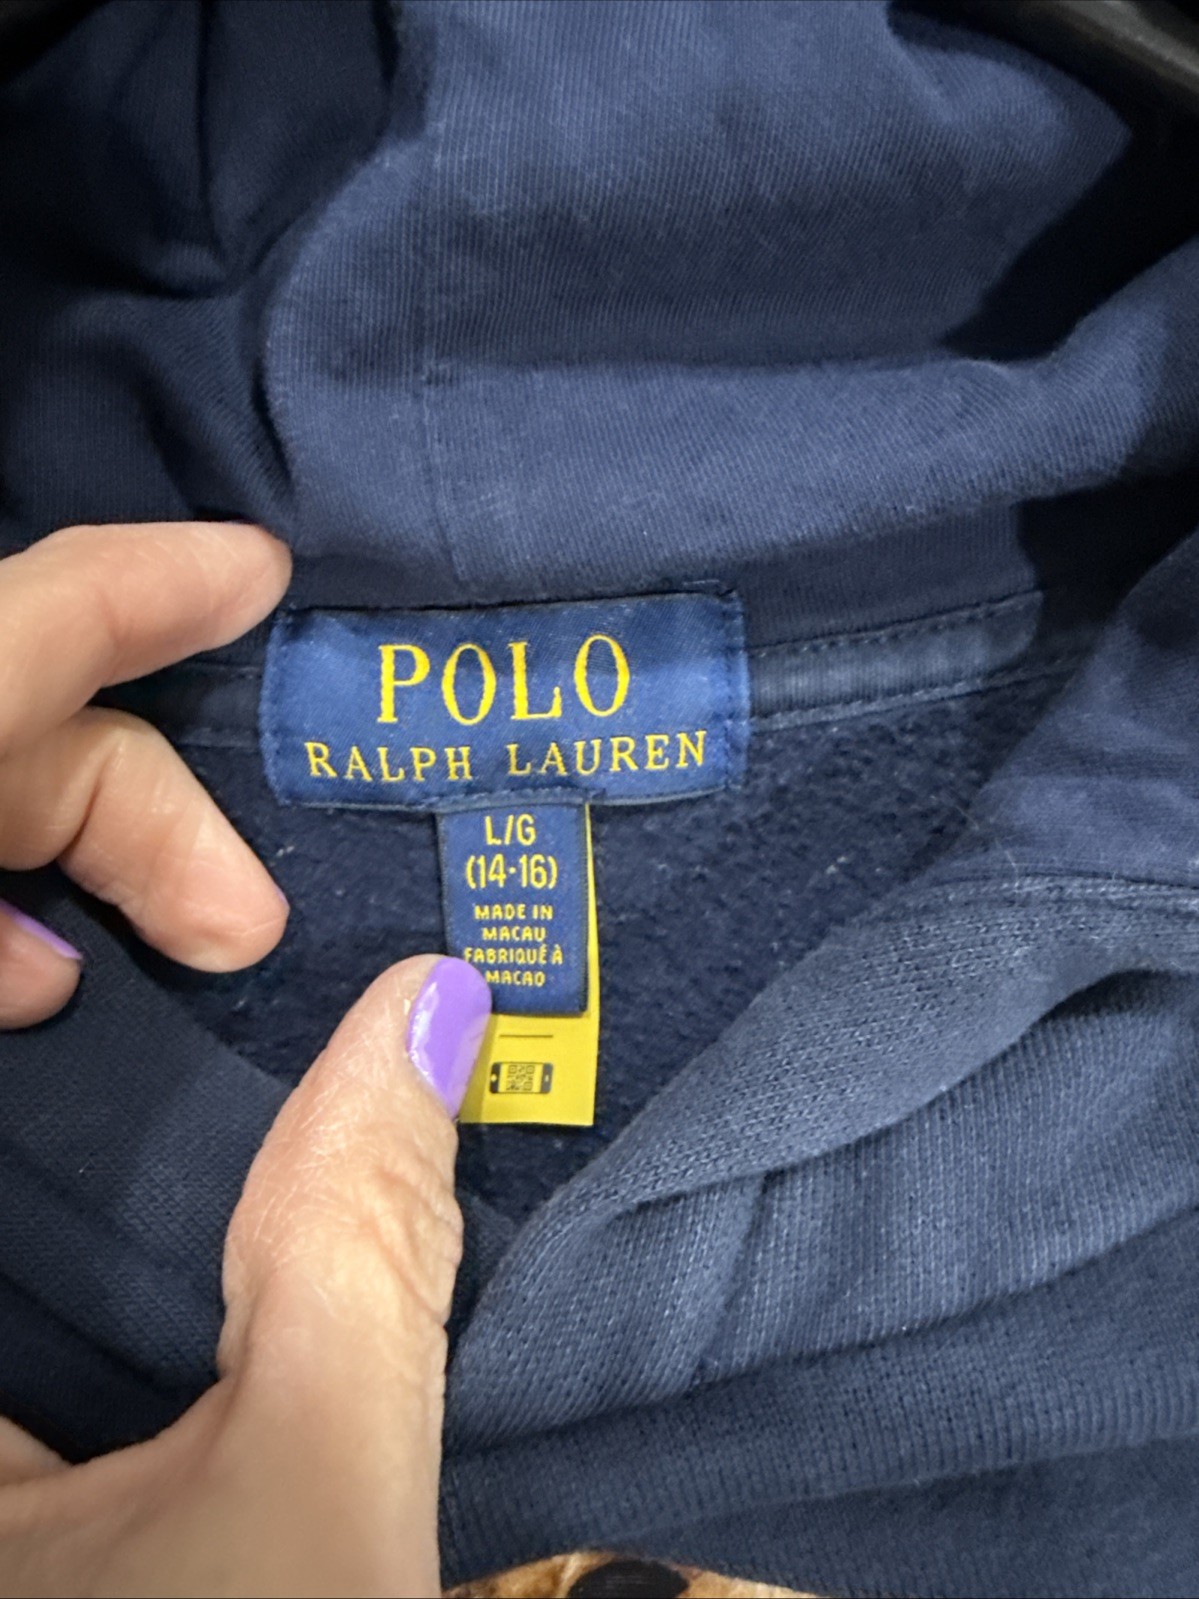 POLO
RALPH LAUREN
L/G
(14-16)
MADE IN
MACAU
FABRIQUÉ À
MACAO